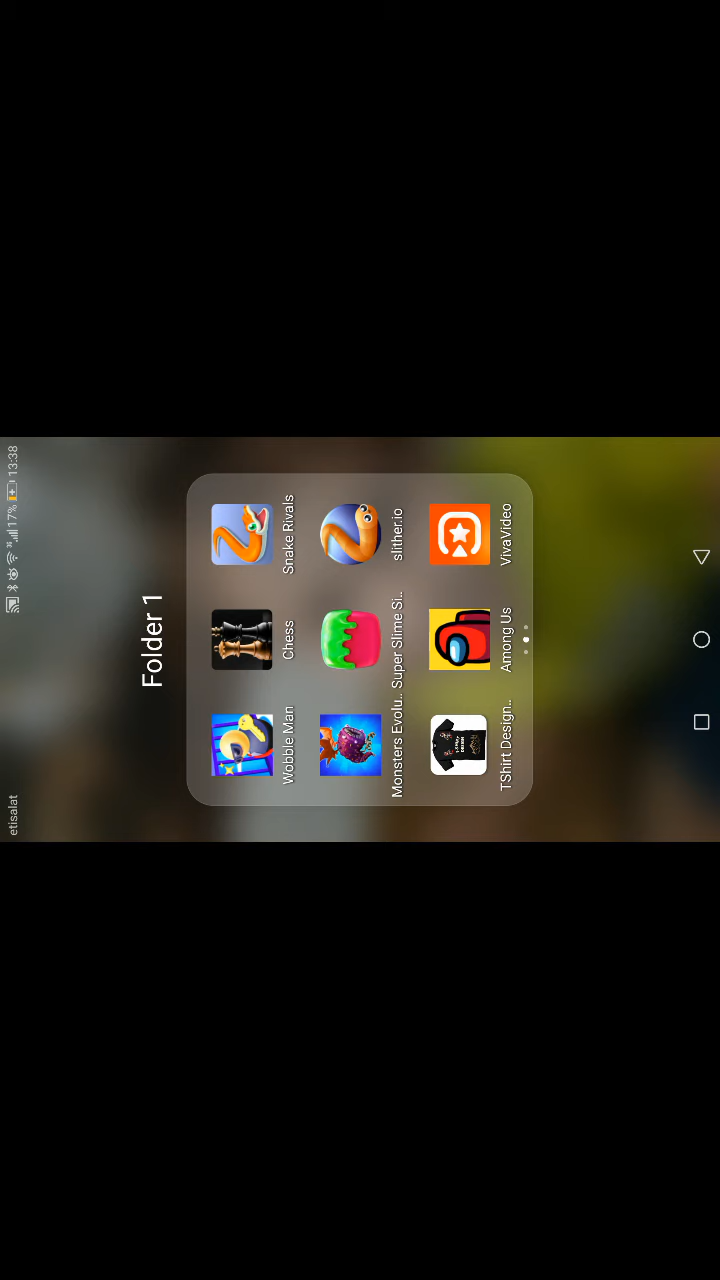 etisalat
17% 13:38
Folder 1
Wobble Man Chess Snake Rivals
Monsters Evolu.. Super Slime Si.. slither.io
TShirt Design.. Among Us VivaVideo